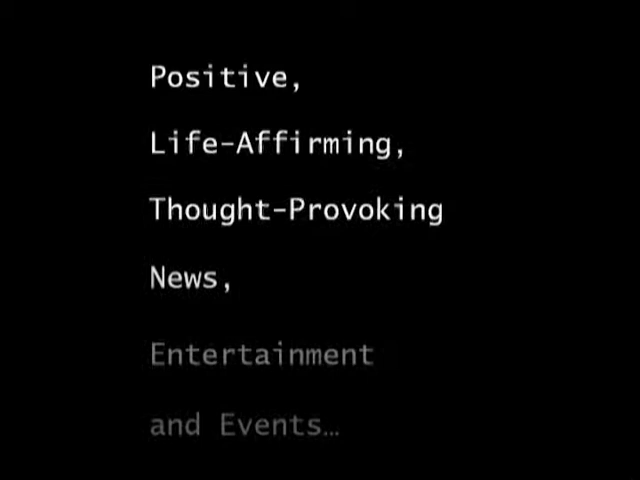 Positive,
Life-Affirming,
Thought-Provoking
News,
Entertainment
and Events…